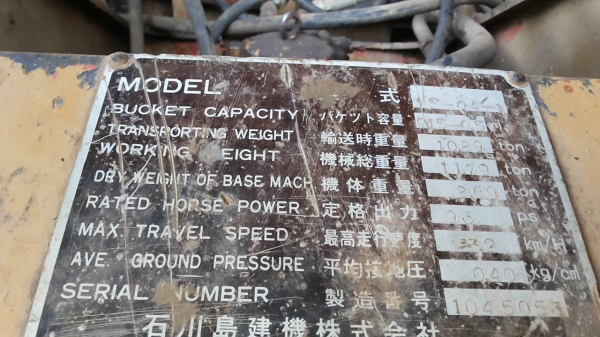 MODEL 式
BUCKET CAPACITY バケット容量
TRANSPORTING WEIGHT 輸送時重量 ton
WORKING WEIGHT 機械総重量 ton
DRY WEIGHT OF BASE MACH 機体重量 ton
RATED HORSE POWER 定格出力 ps
MAX. TRAVEL SPEED 最高走行速度 km/H
AVE. GROUND PRESSURE 平均接地圧 kg/cm
SERIAL NUMBER 製造番号 1045053
石川島建機株式会社